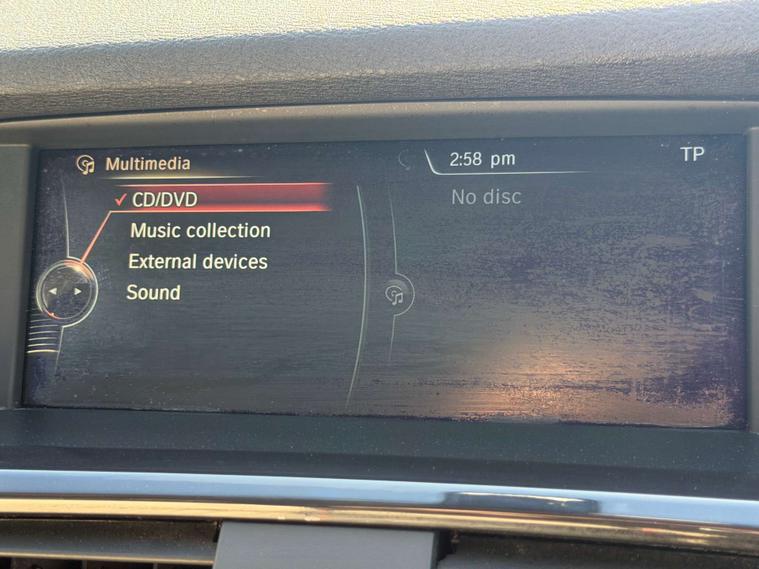 Multimedia
2:58 pm
TP
CD/DVD
No disc
Music collection
External devices
Sound